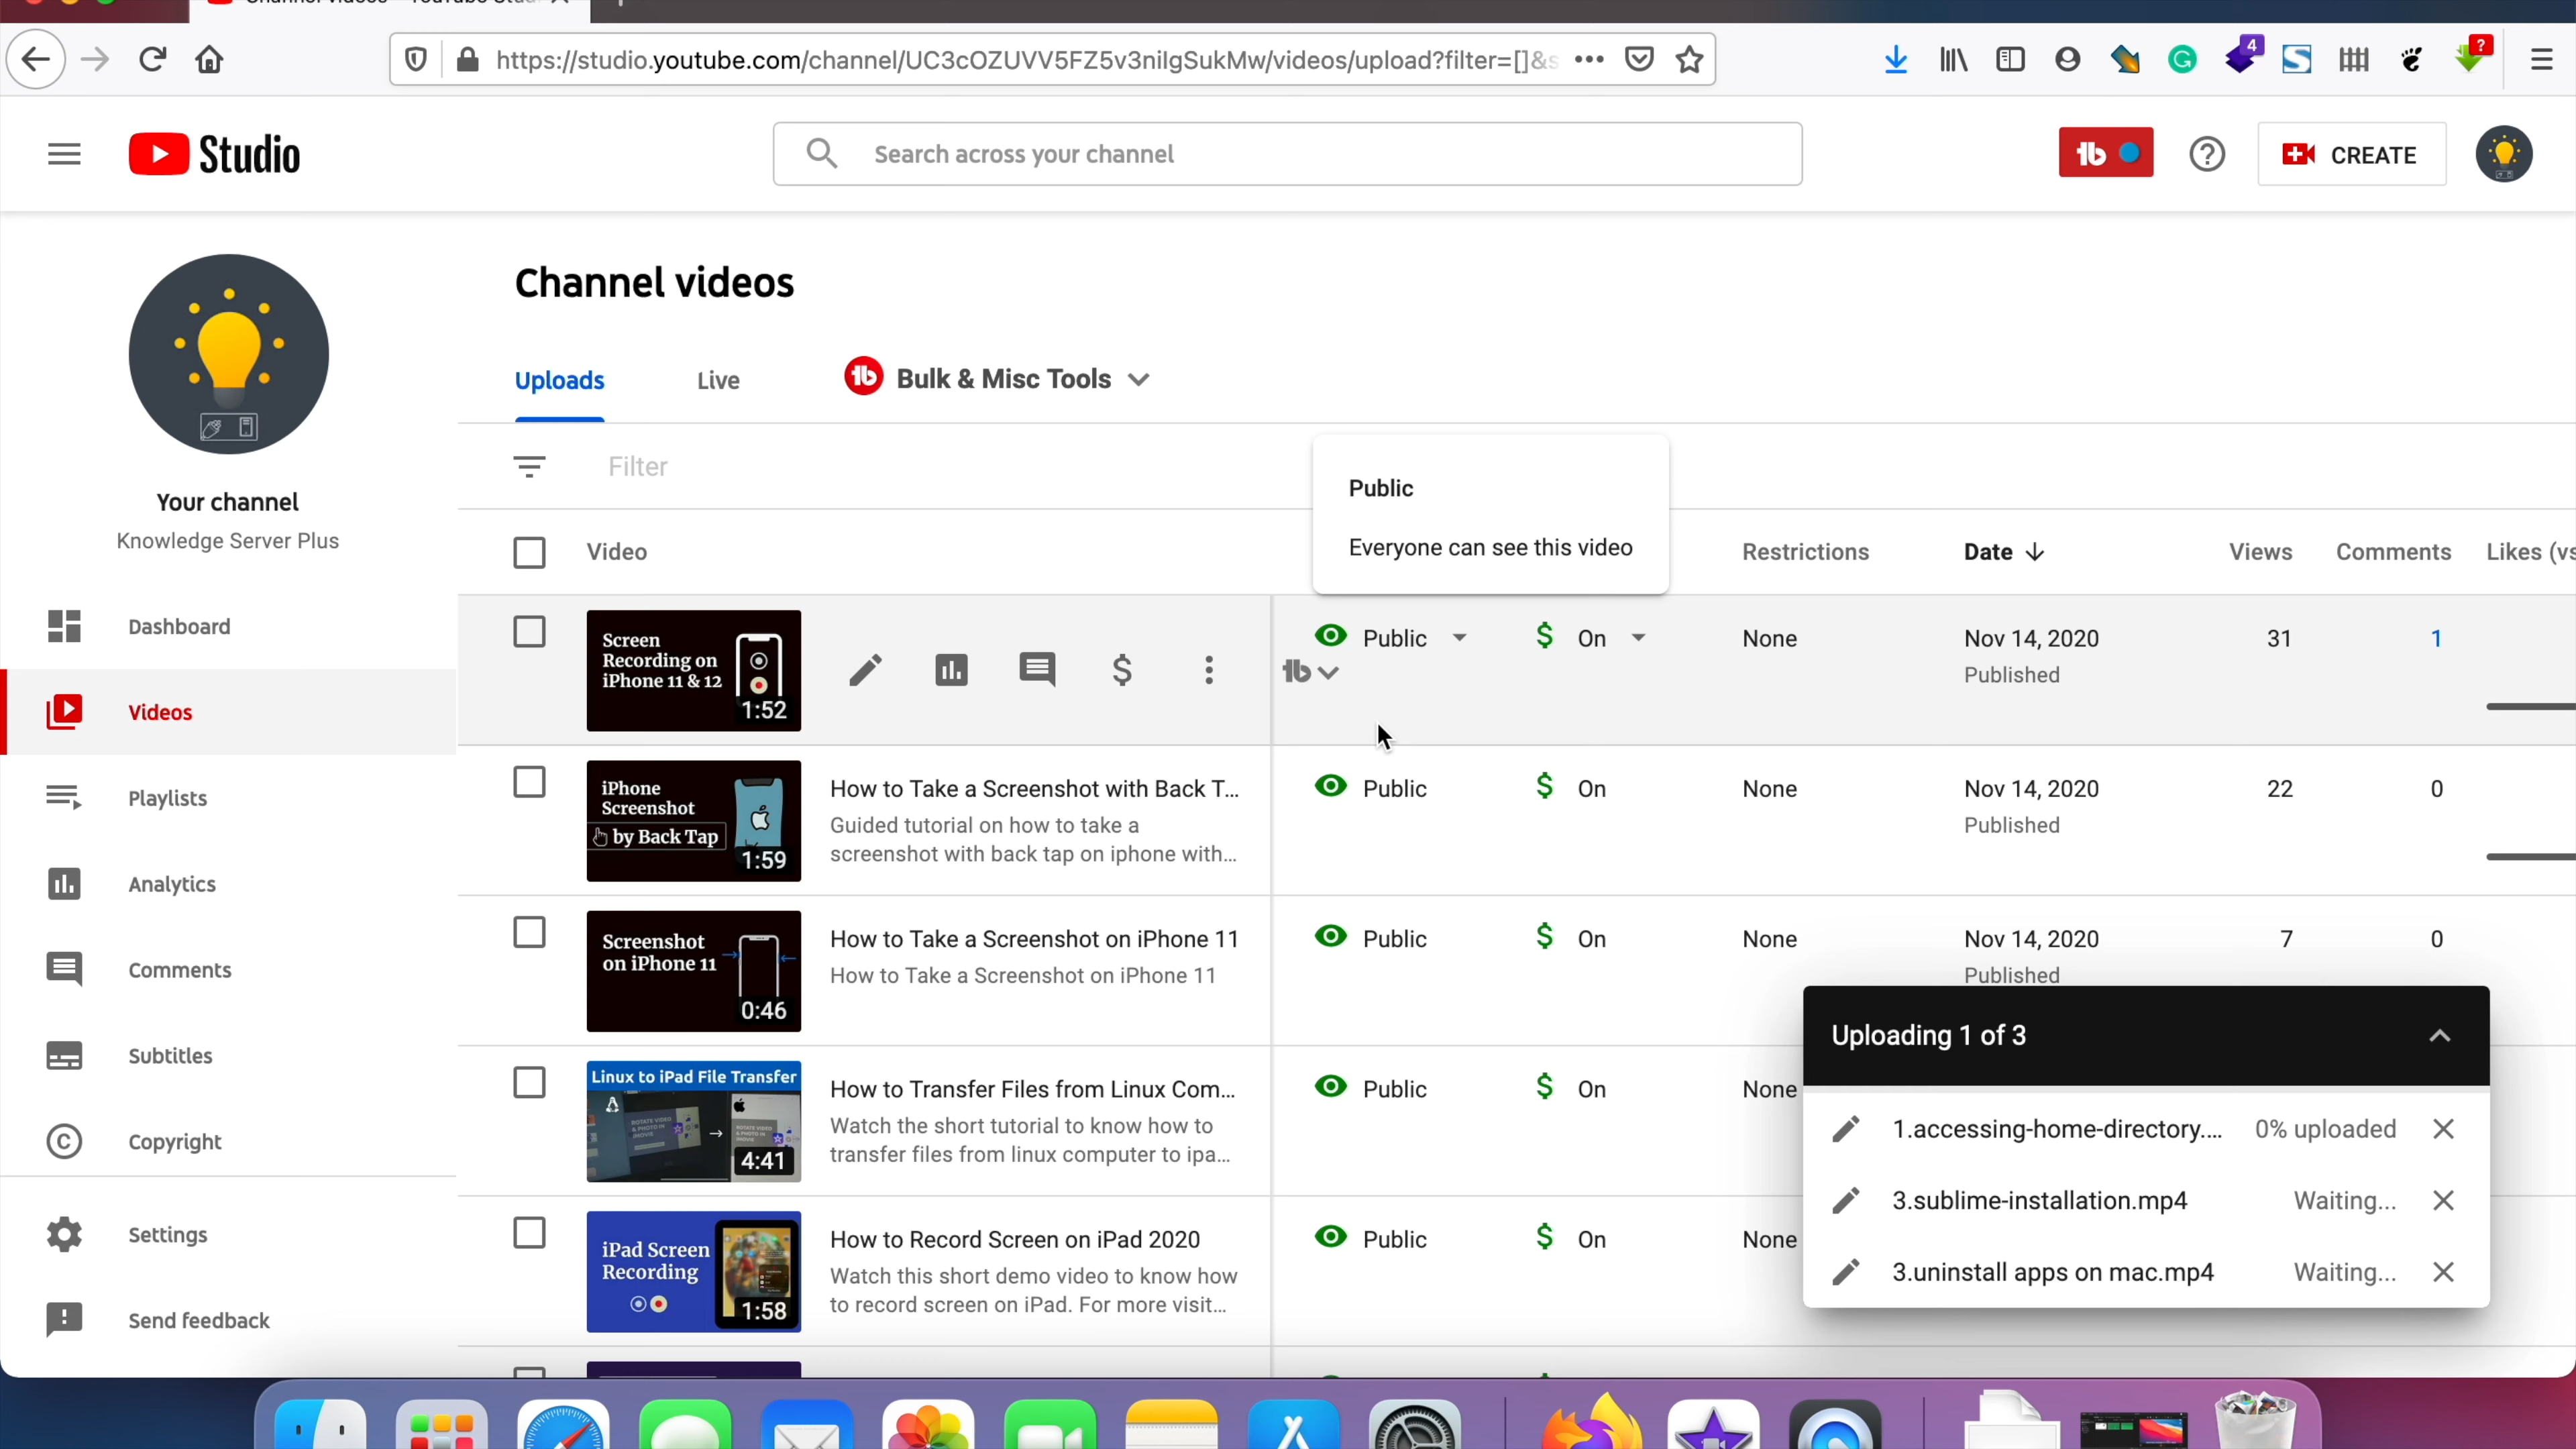 https://studio.youtube.com/channel/UC3cOZUVV5FZ5v3nilgSukMw/videos/upload?filter=[]&s
4
?
Studio
Search across your channel
CREATE
Your channel
Knowledge Server Plus
Dashboard
Videos
Playlists
Analytics
Comments
Subtitles
Copyright
Settings
Send feedback
Channel videos
Uploads
Live
Bulk & Misc Tools
Filter
Public
Everyone can see this video
Video
Restrictions
Date
Views
Comments
Likes (vs
Screen
Recording on
iPhone 11 & 12
1:52
Public
On
None
Nov 14, 2020
Published
31
1
iPhone
Screenshot
by Back Tap
1:59
How to Take a Screenshot with Back T...
Guided tutorial on how to take a
screenshot with back tap on iphone with...
Public
On
None
Nov 14, 2020
Published
22
0
Screenshot
on iPhone 11
0:46
How to Take a Screenshot on iPhone 11
How to Take a Screenshot on iPhone 11
Public
On
None
Nov 14, 2020
Published
7
0
Linux to iPad File Transfer
4:41
How to Transfer Files from Linux Com...
Watch the short tutorial to know how to
transfer files from linux computer to ipa...
Public
On
None
iPad Screen
Recording
1:58
How to Record Screen on iPad 2020
Watch this short demo video to know how
to record screen on iPad. For more visit...
Public
On
None
Uploading 1 of 3
1.accessing-home-directory....
0% uploaded
3.sublime-installation.mp4
Waiting...
3.uninstall apps on mac.mp4
Waiting...